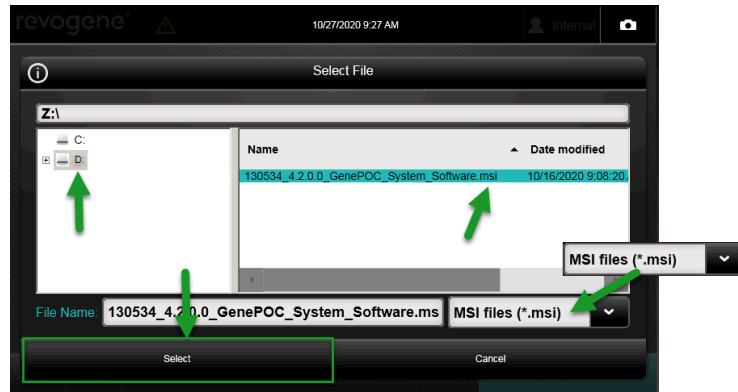 revogene
10/27/2020 9:27 AM
Internal
Select File
Z:\
C:
D:
Name
Date modified
130534_4.2.0.0_GenePOC_System_Software.msi
10/16/2020 9:08:20
MSI files (*.msi)
File Name:
130534_4.2.0.0_GenePOC_System_Software.ms
MSI files (*.msi)
Select
Cancel